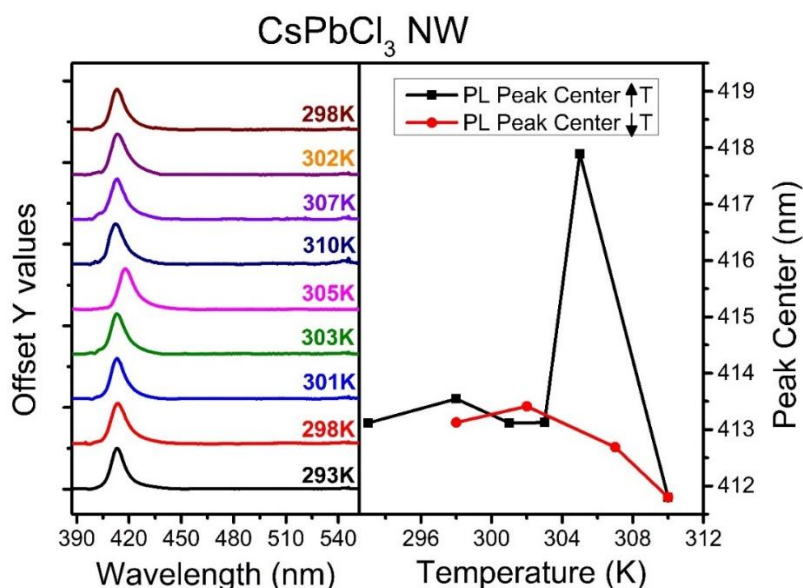 CsPbCl₃ NW
298K
302K
307K
310K
305K
303K
301K
298K
293K
Offset Y values
390 420 450 480 510 540
Wavelength (nm)
PL Peak Center ↑T
PL Peak Center ↓T
419
418
417
416
415
414
413
412
Peak Center (nm)
296 300 304 308 312
Temperature (K)